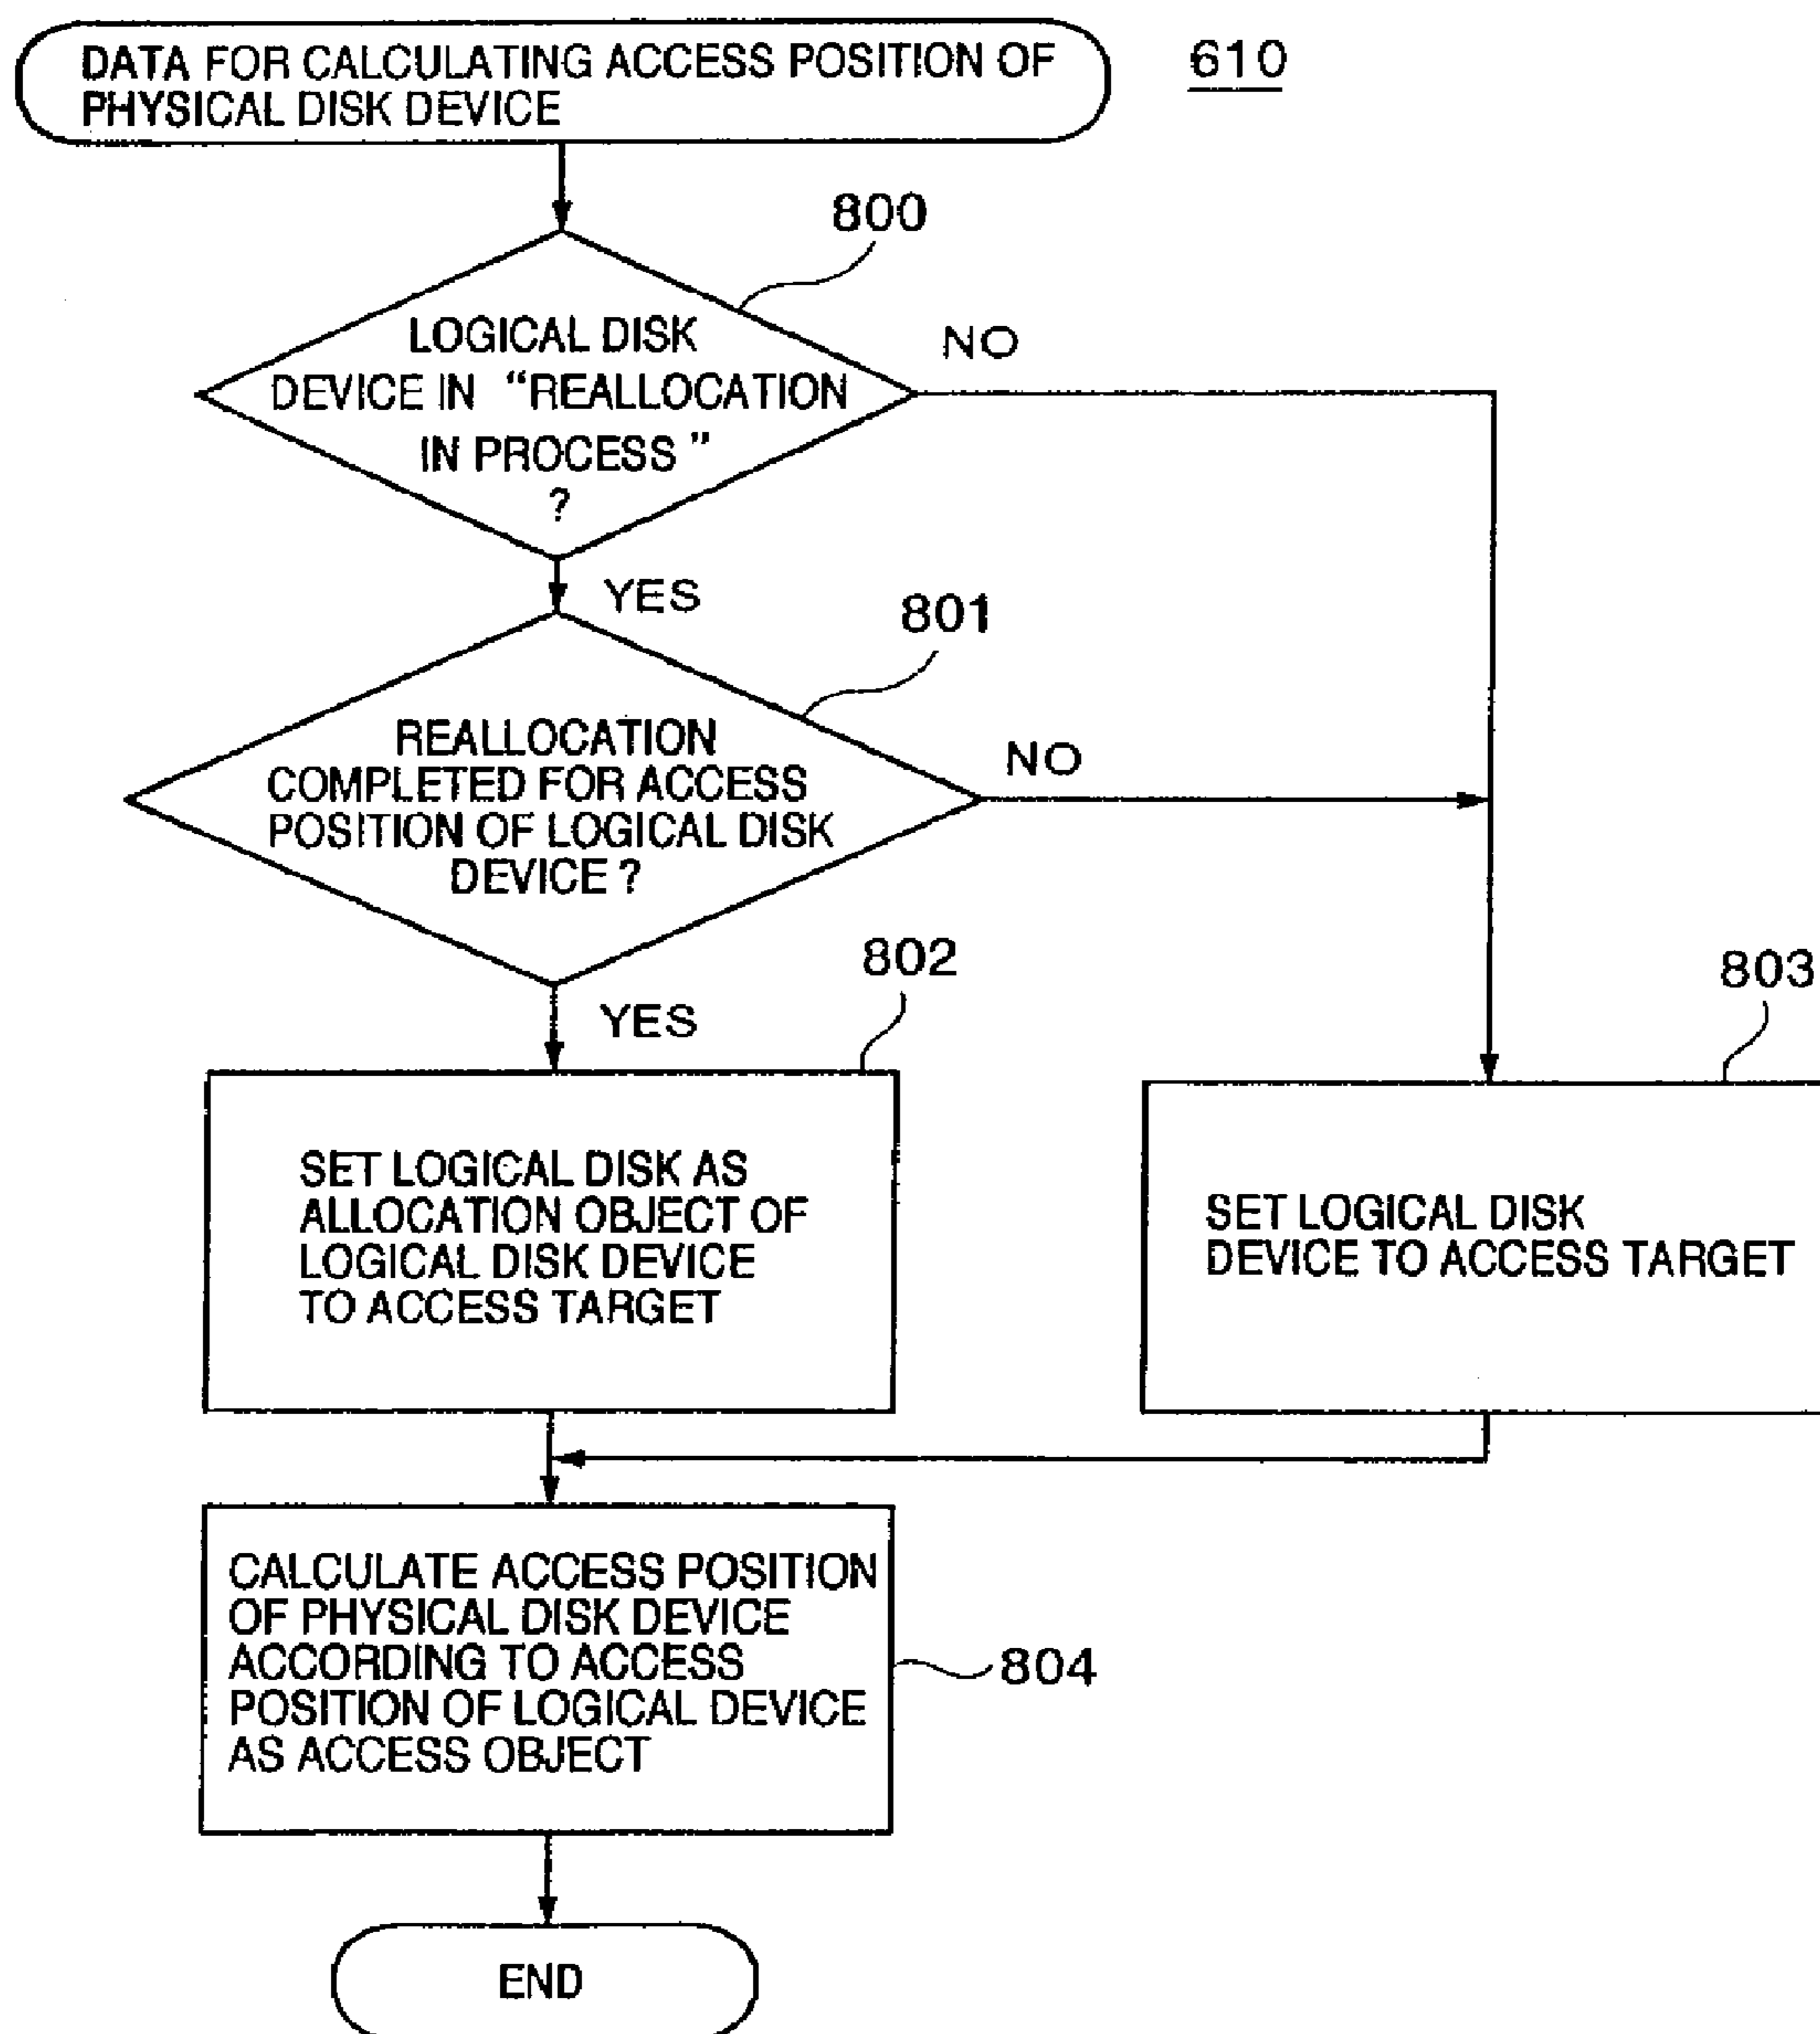 DATA FOR CALCULATING ACCESS POSITION OF
PHYSICAL DISK DEVICE
610
800
LOGICAL DISK
DEVICE IN "REALLOCATION
IN PROCESS"
?
NO
YES
801
REALLOCATION
COMPLETED FOR ACCESS
POSITION OF LOGICAL DISK
DEVICE ?
NO
YES
802
803
SET LOGICAL DISK AS
ALLOCATION OBJECT OF
LOGICAL DISK DEVICE
TO ACCESS TARGET
SET LOGICAL DISK
DEVICE TO ACCESS TARGET
CALCULATE ACCESS POSITION
OF PHYSICAL DISK DEVICE
ACCORDING TO ACCESS
POSITION OF LOGICAL DEVICE
AS ACCESS OBJECT
804
END